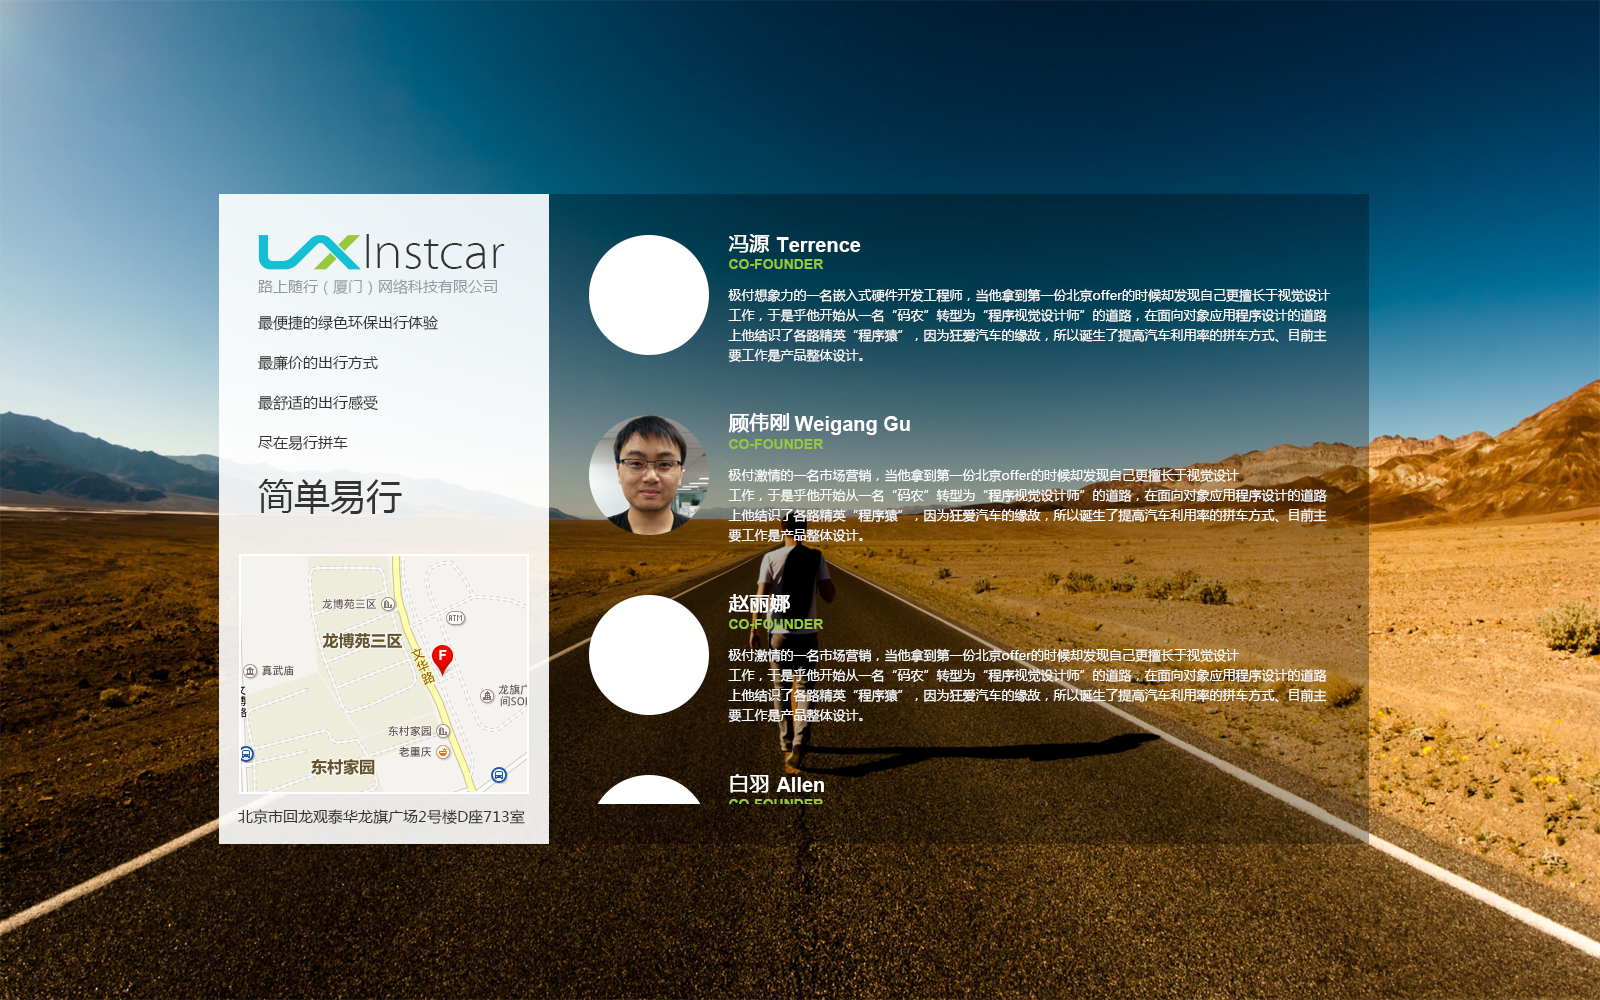 Instcar
路上随行（厦门）网络科技有限公司
最便捷的绿色环保出行体验
最廉价的出行方式
最舒适的出行感受
尽在易行拼车
简单易行
龙博苑三区
ATM
龙博苑三区
文华路
F
真武庙
龙旗广
间SOH
文博路
东村家园
老重庆
东村家园
北京市回龙观泰华龙旗广场2号楼D座713室
冯源 Terrence
CO-FOUNDER
极付想象力的一名嵌入式硬件开发工程师，当他拿到第一份北京offer的时候却发现自己更擅长于视觉设计
工作，于是乎他开始从一名“码农”转型为“程序视觉设计师”的道路，在面向对象应用程序设计的道路
上他结识了各路精英“程序猿”，因为狂爱汽车的缘故，所以诞生了提高汽车利用率的拼车方式、目前主
要工作是产品整体设计。
顾伟刚 Weigang Gu
CO-FOUNDER
极付激情的一名市场营销，当他拿到第一份北京offer的时候却发现自己更擅长于视觉设计
工作，于是乎他开始从一名“码农”转型为“程序视觉设计师”的道路，在面向对象应用程序设计的道路
上他结识了各路精英“程序猿”，因为狂爱汽车的缘故，所以诞生了提高汽车利用率的拼车方式、目前主
要工作是产品整体设计。
赵丽娜
CO-FOUNDER
极付激情的一名市场营销，当他拿到第一份北京offer的时候却发现自己更擅长于视觉设计
工作，于是乎他开始从一名“码农”转型为“程序视觉设计师”的道路，在面向对象应用程序设计的道路
上他结识了各路精英“程序猿”，因为狂爱汽车的缘故，所以诞生了提高汽车利用率的拼车方式、目前主
要工作是产品整体设计。
白羽 Allen
CO-FOUNDER